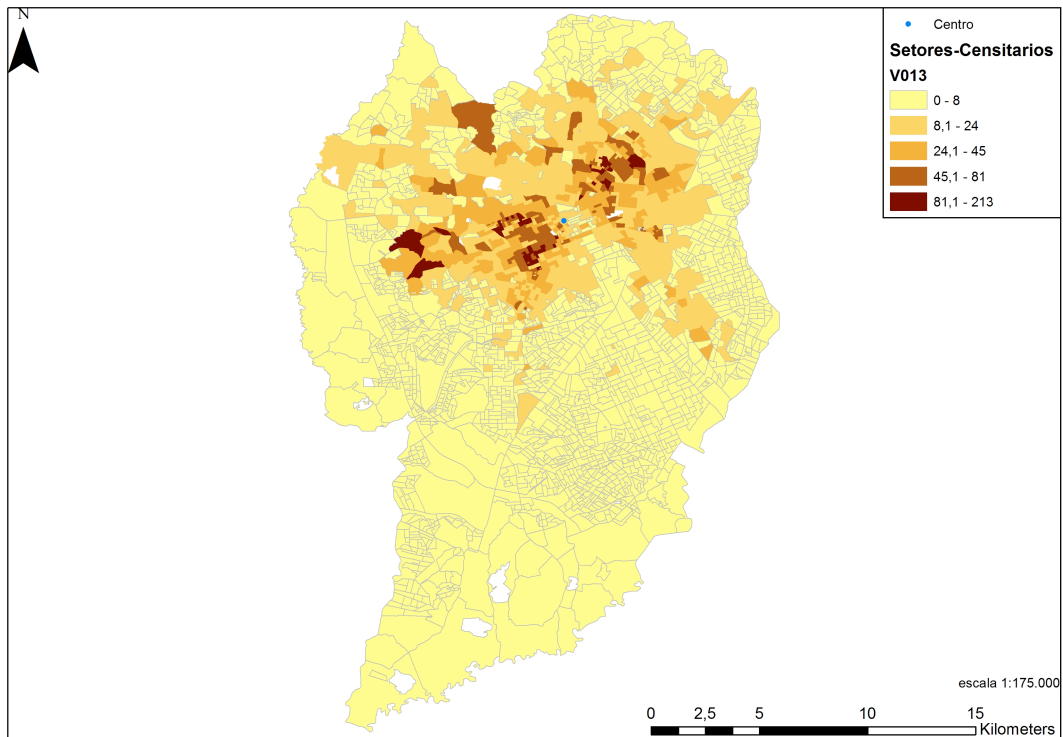 N
Centro
Setores-Censitarios
V013
0 - 8
8,1 - 24
24,1 - 45
45,1 - 81
81,1 - 213
escala 1:175.000
0 2,5 5 10 15
Kilometers